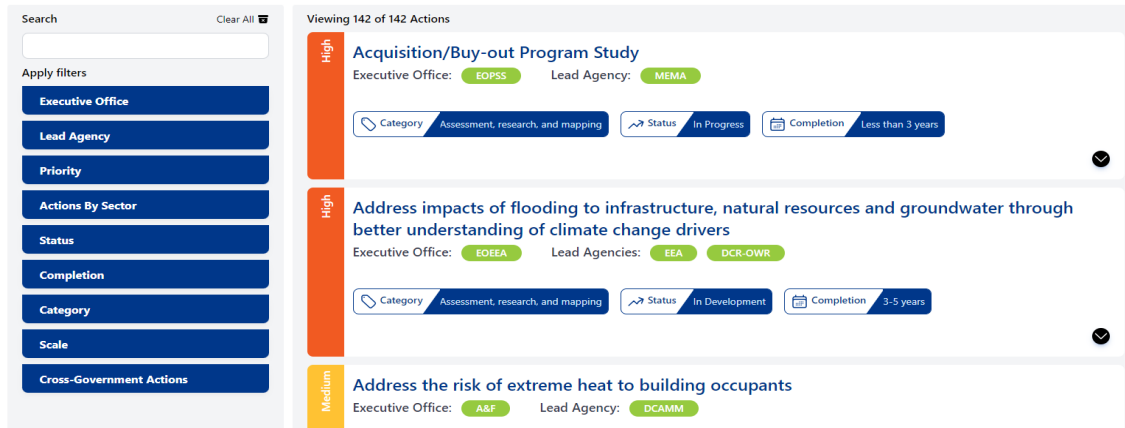 Search
Clear All
Apply filters
Executive Office
Lead Agency
Priority
Actions By Sector
Status
Completion
Category
Scale
Cross-Government Actions
Viewing 142 of 142 Actions
High
Acquisition/Buy-out Program Study
Executive Office: EOPSS Lead Agency: MEMA
Category Assessment, research, and mapping Status In Progress Completion Less than 3 years
High
Address impacts of flooding to infrastructure, natural resources and groundwater through
better understanding of climate change drivers
Executive Office: EOEEA Lead Agencies: EEA DCR-OWR
Category Assessment, research, and mapping Status In Development Completion 3-5 years
Medium
Address the risk of extreme heat to building occupants
Executive Office: A&F Lead Agency: DCAMM